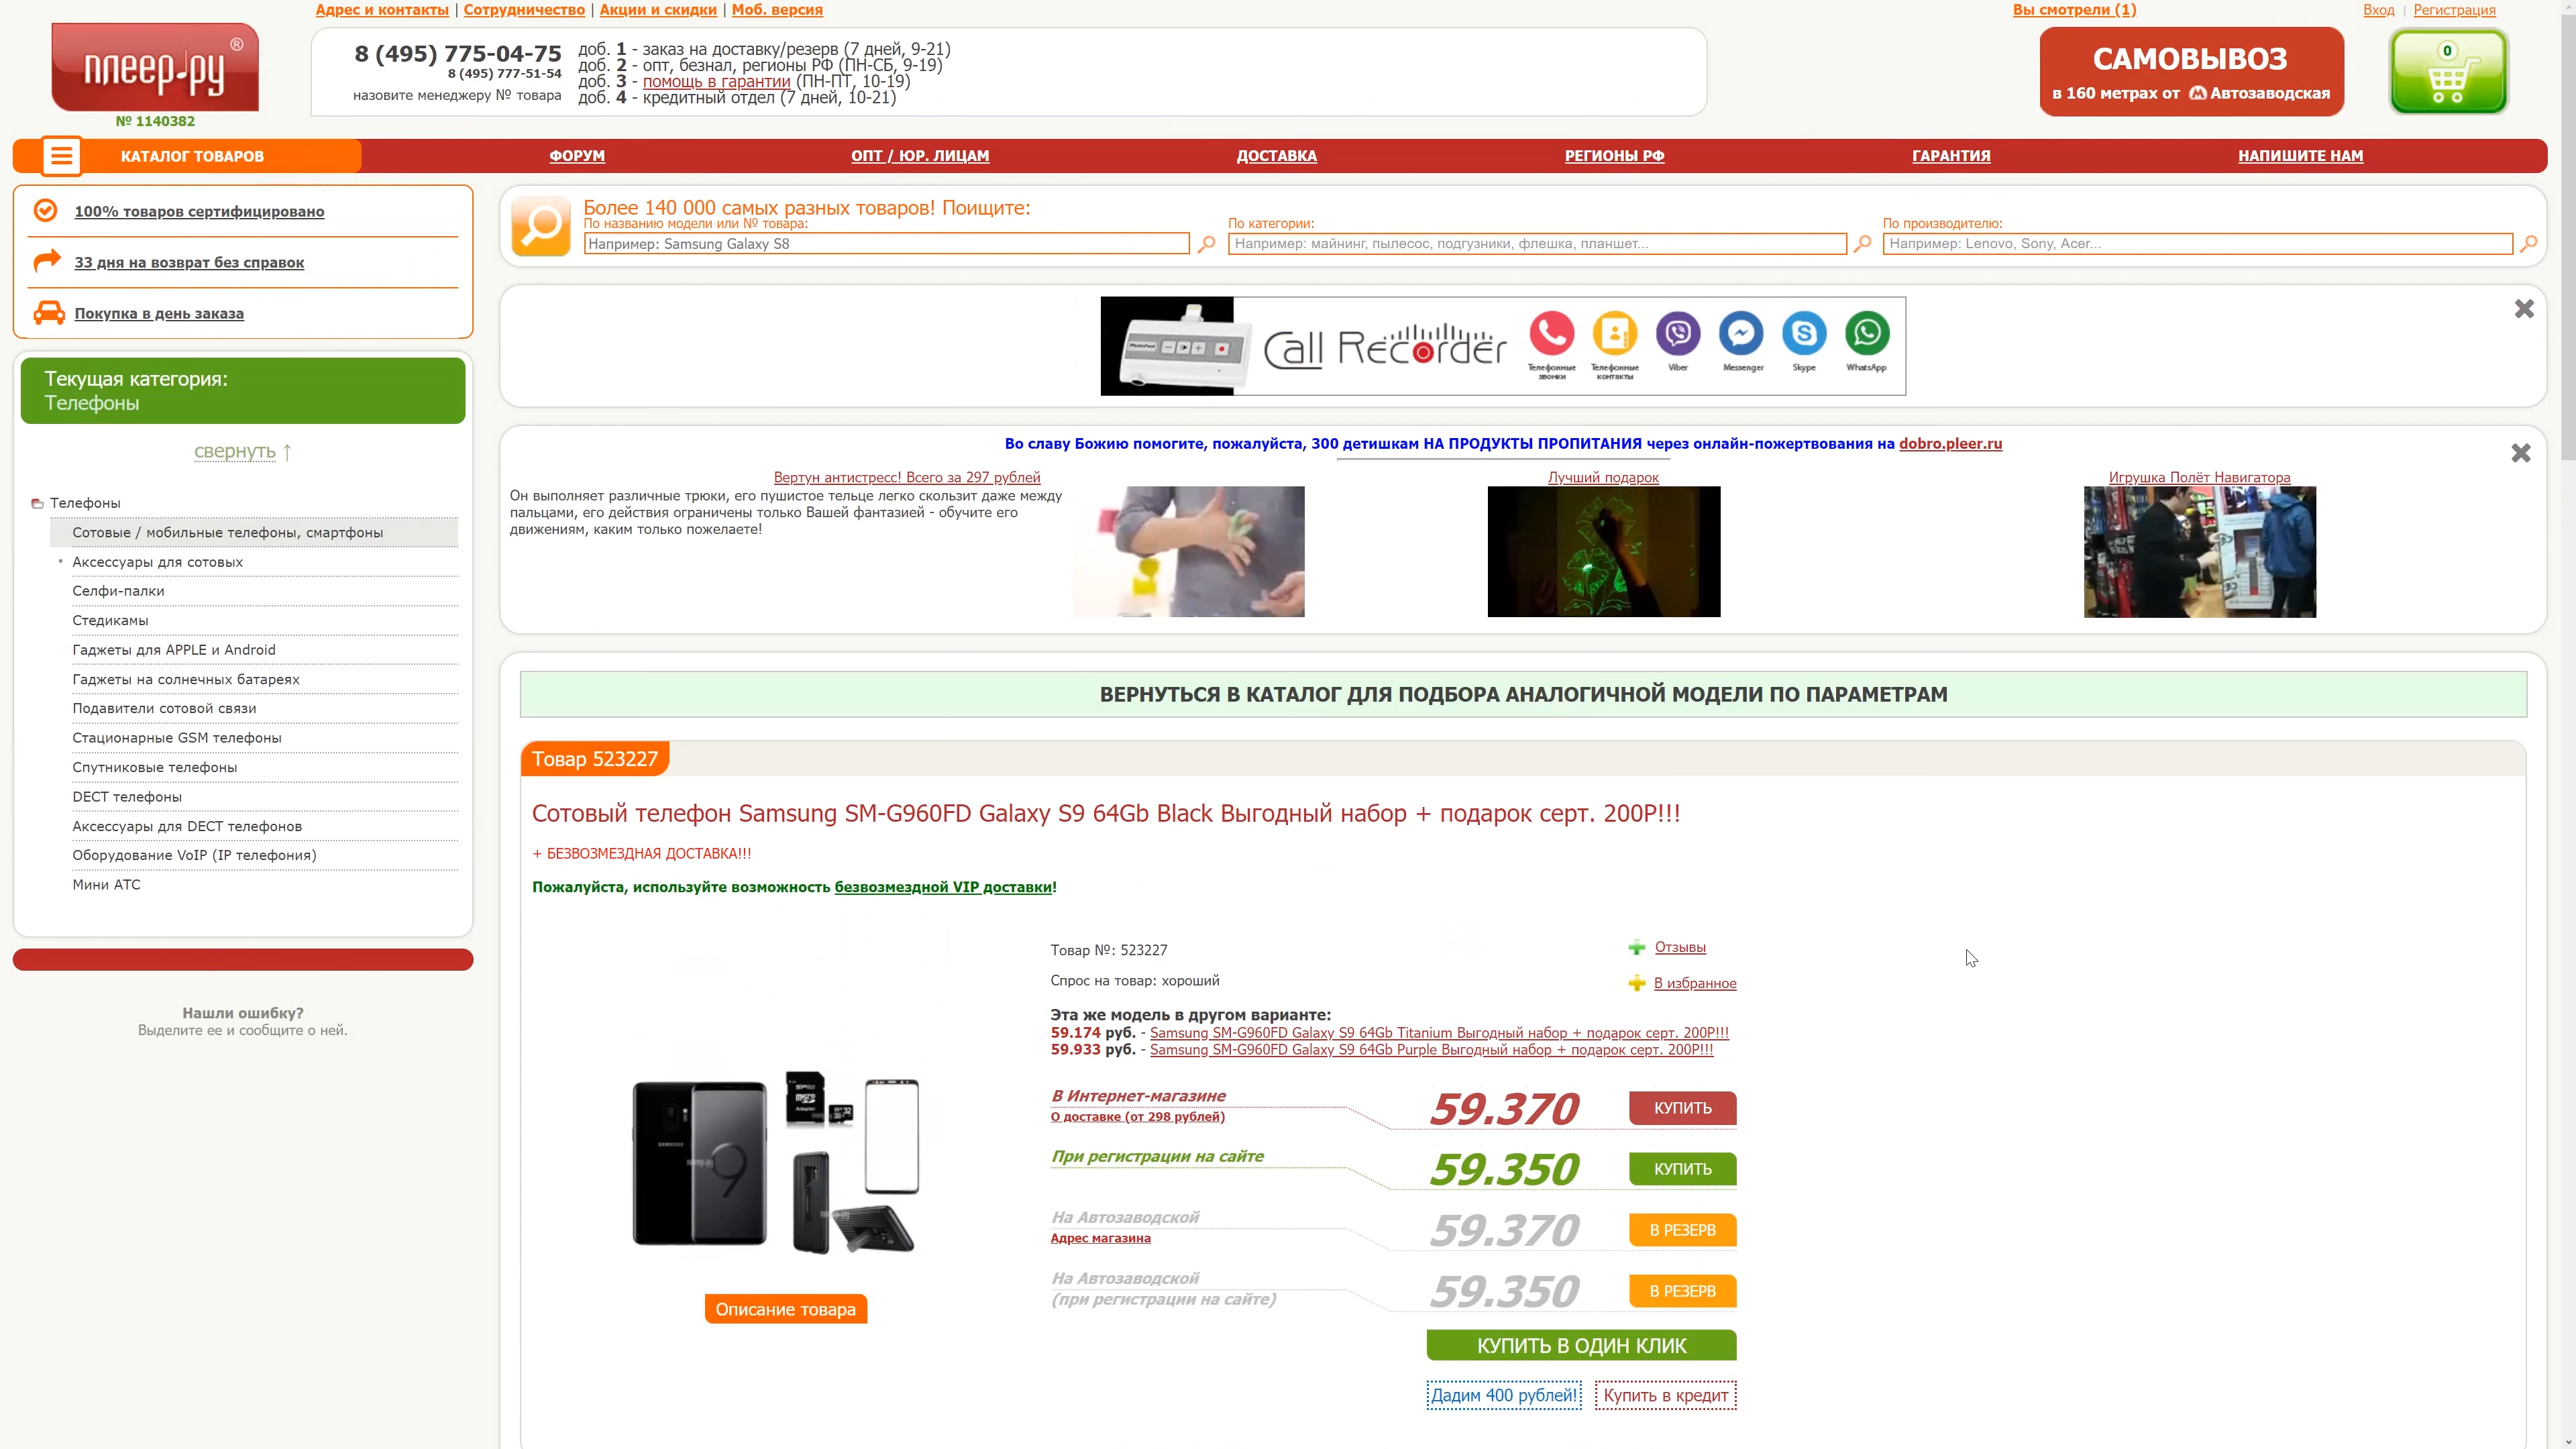 Адрес и контакты | Сотрудничество | Акции и скидки | Моб. версия
Вы смотрели (1)
Вход | Регистрация
плеер.ру ®
№ 1140382
8 (495) 775-04-75
8 (495) 777-51-54
назовите менеджеру № товара
доб. 1 - заказ на доставку/резерв (7 дней, 9-21)
доб. 2 - опт, безнал, регионы РФ (ПН-СБ, 9-19)
доб. 3 - помощь в гарантии (ПН-ПТ, 10-19)
доб. 4 - кредитный отдел (7 дней, 10-21)
САМОВЫВОЗ
в 160 метрах от Автозаводская
0
КАТАЛОГ ТОВАРОВ
ФОРУМ
ОПТ / ЮР. ЛИЦАМ
ДОСТАВКА
РЕГИОНЫ РФ
ГАРАНТИЯ
НАПИШИТЕ НАМ
100% товаров сертифицировано
33 дня на возврат без справок
Покупка в день заказа
Текущая категория:
Телефоны
свернуть ↑
Телефоны
Сотовые / мобильные телефоны, смартфоны
Аксессуары для сотовых
Селфи-палки
Стедикамы
Гаджеты для APPLE и Android
Гаджеты на солнечных батареях
Подавители сотовой связи
Стационарные GSM телефоны
Спутниковые телефоны
DECT телефоны
Аксессуары для DECT телефонов
Оборудование VoIP (IP телефония)
Мини АТС
Нашли ошибку?
Выделите ее и сообщите о ней.
Более 140 000 самых разных товаров! Поищите:
По названию модели или № товара:
Например: Samsung Galaxy S8
По категории:
Например: майнинг, пылесос, подгузники, флешка, планшет...
По производителю:
Например: Lenovo, Sony, Acer...
PhotoFast
Call Recorder
Телефонные звонки
Телефонные контакты
Viber
Messenger
Skype
WhatsApp
Во славу Божию помогите, пожалуйста, 300 детишкам НА ПРОДУКТЫ ПРОПИТАНИЯ через онлайн-пожертвования на dobro.pleer.ru
Вертун антистресс! Всего за 297 рублей
Он выполняет различные трюки, его пушистое тельце легко скользит даже между
пальцами, его действия ограничены только Вашей фантазией - обучите его
движениям, каким только пожелаете!
Лучший подарок
Игрушка Полёт Навигатора
ВЕРНУТЬСЯ В КАТАЛОГ ДЛЯ ПОДБОРА АНАЛОГИЧНОЙ МОДЕЛИ ПО ПАРАМЕТРАМ
Товар 523227
Сотовый телефон Samsung SM-G960FD Galaxy S9 64Gb Black Выгодный набор + подарок серт. 200Р!!!
+ БЕЗВОЗМЕЗДНАЯ ДОСТАВКА!!!
Пожалуйста, используйте возможность безвозмездной VIP доставки!
Товар №: 523227
Отзывы
Спрос на товар: хороший
В избранное
Эта же модель в другом варианте:
59.174 руб. - Samsung SM-G960FD Galaxy S9 64Gb Titanium Выгодный набор + подарок серт. 200Р!!!
59.933 руб. - Samsung SM-G960FD Galaxy S9 64Gb Purple Выгодный набор + подарок серт. 200Р!!!
SAMSUNG
плеер.ру
9
micro
Adapter
32
В Интернет-магазине
О доставке (от 298 рублей)
59.370
КУПИТЬ
При регистрации на сайте
59.350
КУПИТЬ
На Автозаводской
Адрес магазина
59.370
В РЕЗЕРВ
На Автозаводской
(при регистрации на сайте)
59.350
В РЕЗЕРВ
Описание товара
КУПИТЬ В ОДИН КЛИК
Дадим 400 рублей!
Купить в кредит